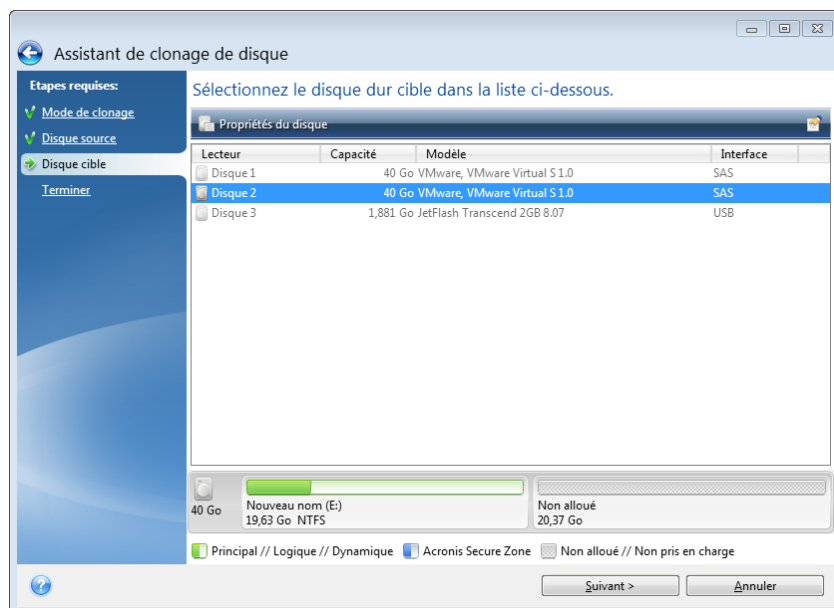 Assistant de clonage de disque
Etapes requises:
Mode de clonage
Disque source
Disque cible
Terminer
Sélectionnez le disque dur cible dans la liste ci-dessous.
Propriétés du disque
Lecteur Capacité Modèle Interface
Disque 1 40 Go VMware, VMware Virtual S 1.0 SAS
Disque 2 40 Go VMware, VMware Virtual S 1.0 SAS
Disque 3 1,881 Go JetFlash Transcend 2GB 8.07 USB
40 Go
Nouveau nom (E:)
19,63 Go NTFS
Non alloué
20,37 Go
Principal // Logique // Dynamique Acronis Secure Zone Non alloué // Non pris en charge
Suivant > Annuler